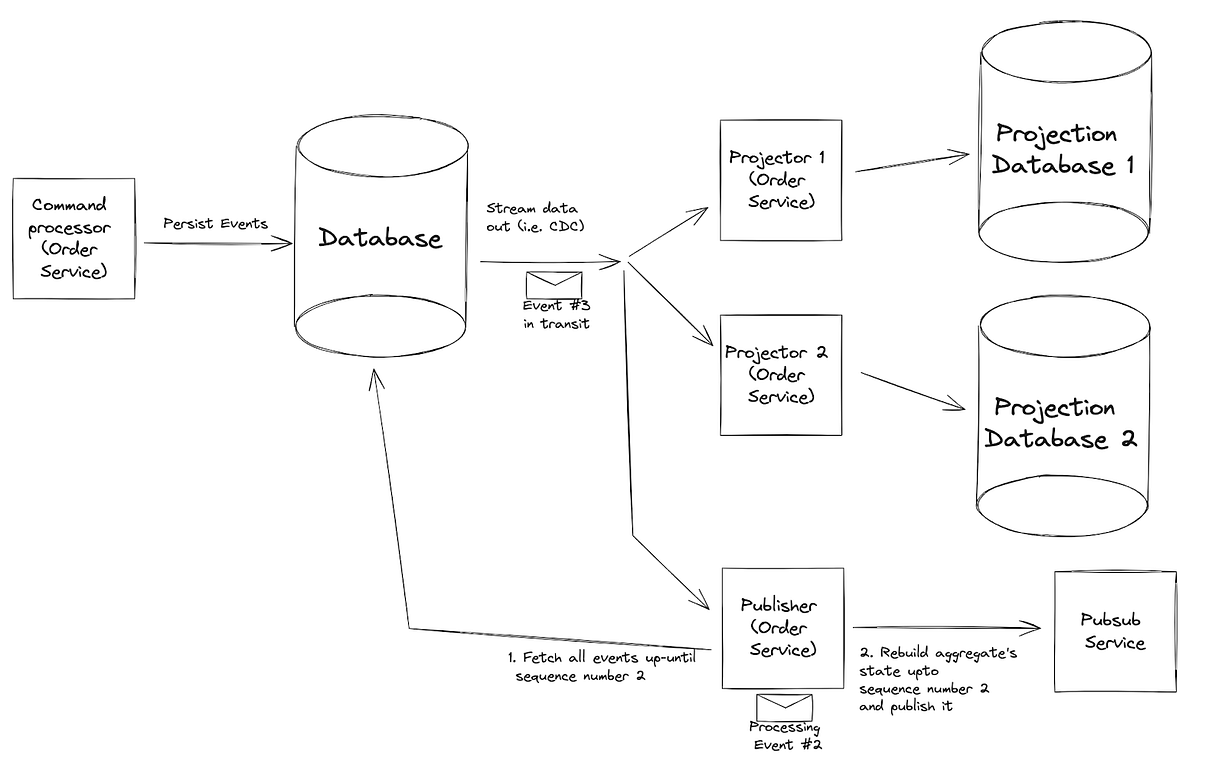 Command
processor
(Order
Service)
Persist Events
Database
Stream data
out (i.e. CDC)
Event #3
in transit
Projector 1
(Order
Service)
Projection
Database 1
Projector 2
(Order
Service)
Projection
Database 2
Publisher
(Order
Service)
Pubsub
Service
1. Fetch all events up-until
sequence number 2
2. Rebuild aggregate's
state upto
sequence number 2
and publish it
Processing
Event #2